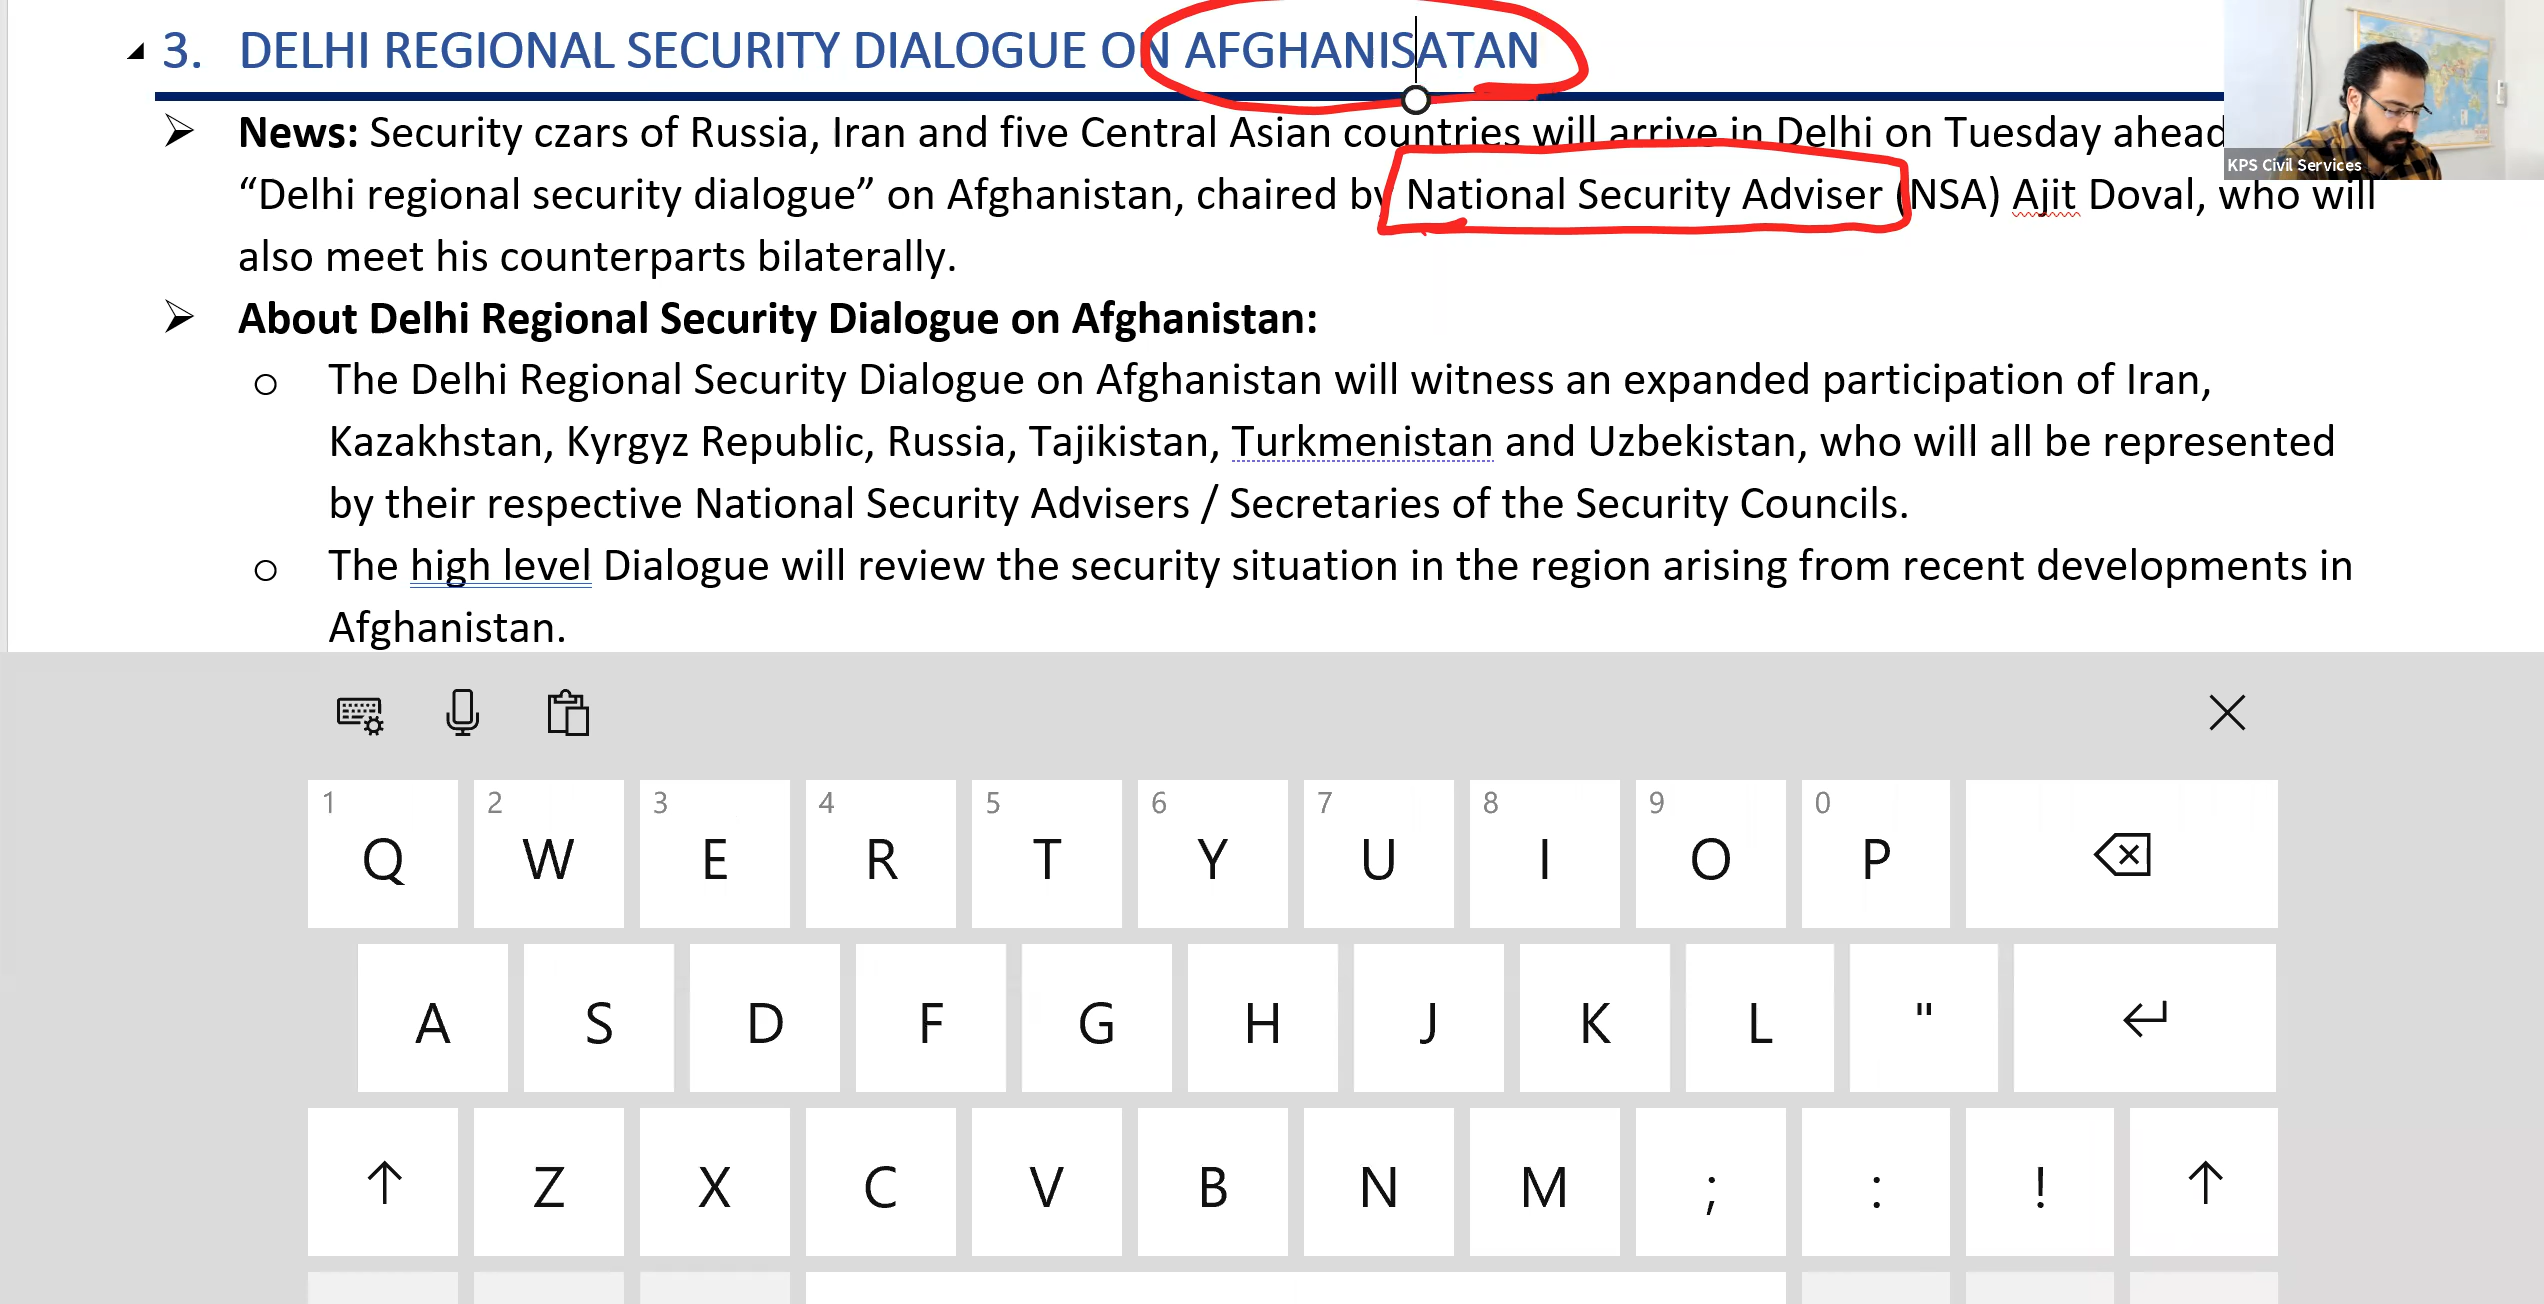 3. DELHI REGIONAL SECURITY DIALOGUE ON AFGHANISATAN
➢ News: Security czars of Russia, Iran and five Central Asian countries will arrive in Delhi on Tuesday ahead
“Delhi regional security dialogue” on Afghanistan, chaired by National Security Adviser (NSA) Ajit Doval, who will
also meet his counterparts bilaterally.
➢ About Delhi Regional Security Dialogue on Afghanistan:
o The Delhi Regional Security Dialogue on Afghanistan will witness an expanded participation of Iran,
Kazakhstan, Kyrgyz Republic, Russia, Tajikistan, Turkmenistan and Uzbekistan, who will all be represented
by their respective National Security Advisers / Secretaries of the Security Councils.
o The high level Dialogue will review the security situation in the region arising from recent developments in
Afghanistan.
KPS Civil Services
1 2 3 4 5 6 7 8 9 0
Q W E R T Y U I O P
A S D F G H J K L "
Z X C V B N M ; : !